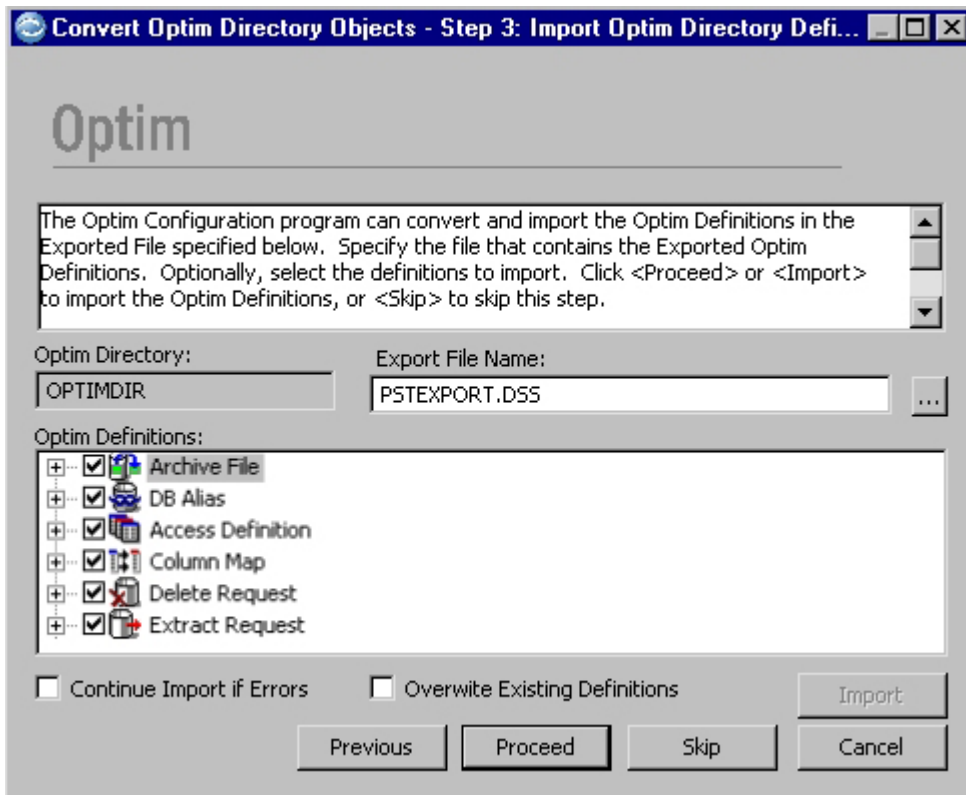 Convert Optim Directory Objects - Step 3: Import Optim Directory Defi...
Optim
The Optim Configuration program can convert and import the Optim Definitions in the
Exported File specified below. Specify the file that contains the Exported Optim
Definitions. Optionally, select the definitions to import. Click <Proceed> or <Import>
to import the Optim Definitions, or <Skip> to skip this step.
Optim Directory:
Export File Name:
OPTIMDIR
PSTEXPORT.DSS
...
Optim Definitions:
Archive File
DB Alias
Access Definition
Column Map
Delete Request
Extract Request
Continue Import if Errors
Overwite Existing Definitions
Import
Previous
Proceed
Skip
Cancel